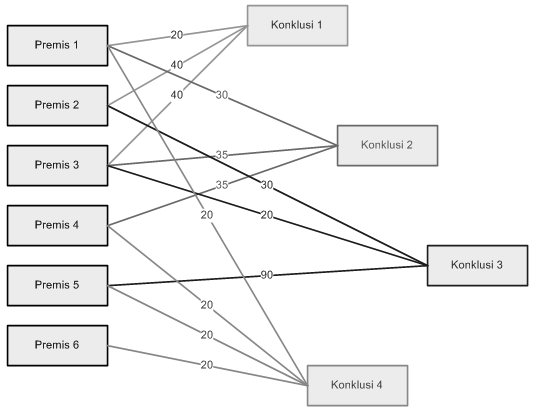 Konklusi 1
Premis 1
20
40
Premis 2
40
30
Konklusi 2
Premis 3
35
35
30
20
20
Premis 4
Konklusi 3
Premis 5
90
20
20
Premis 6
20
Konklusi 4